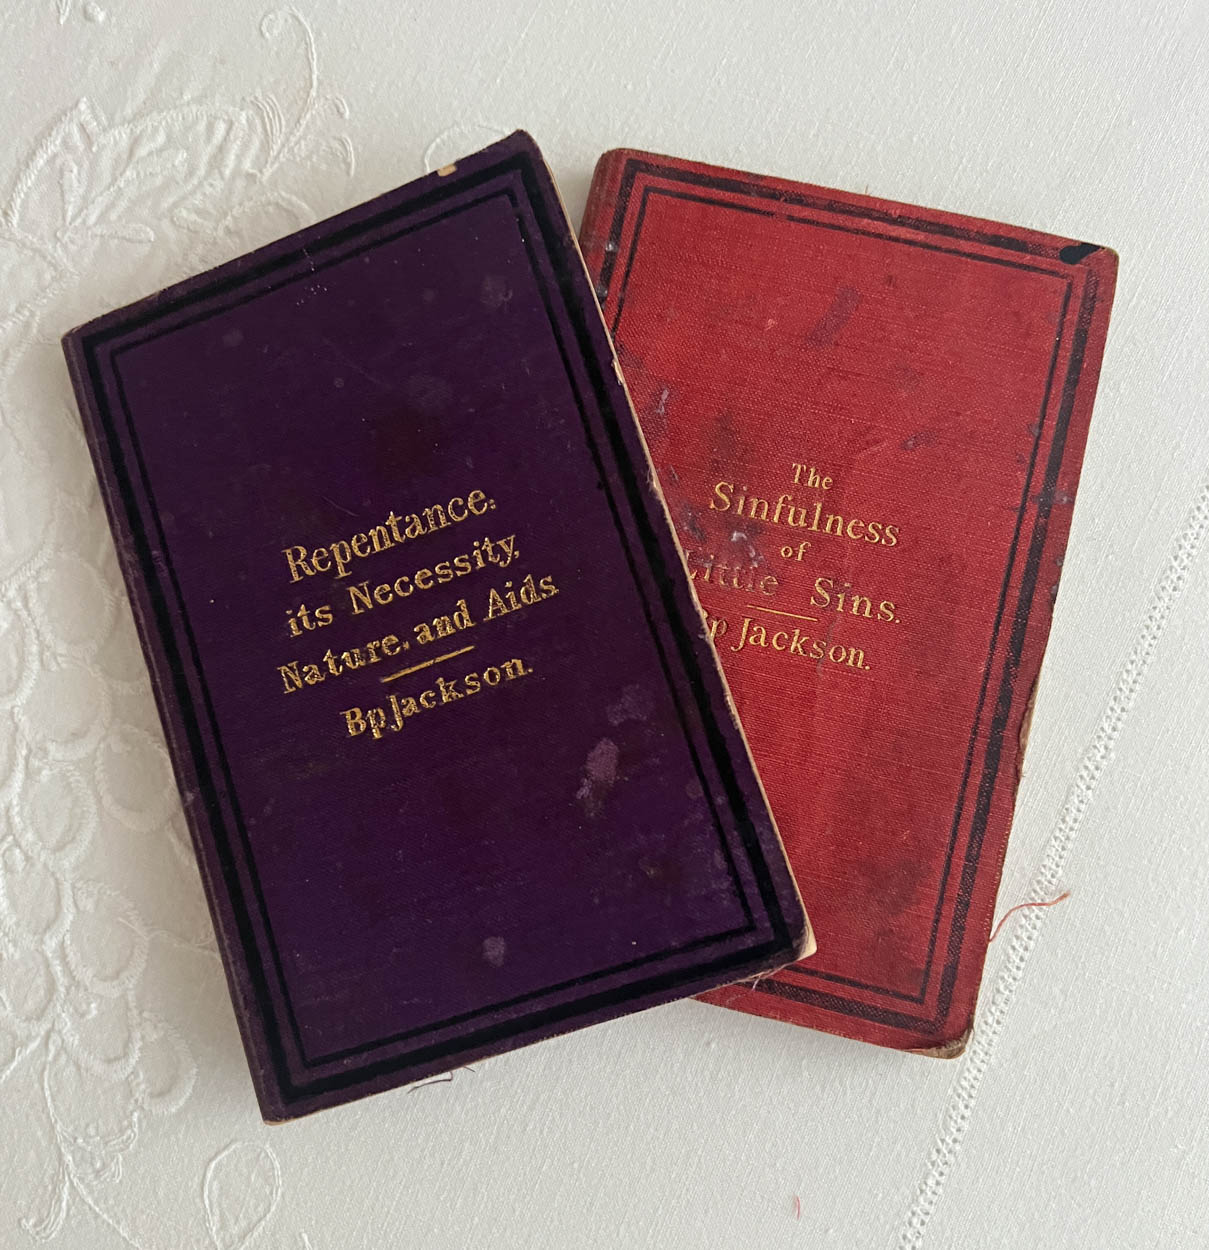 Repentance:
its Necessity,
Nature, and Aids.
Bp Jackson.
The
Sinfulness
of
Little Sins.
Bp Jackson.